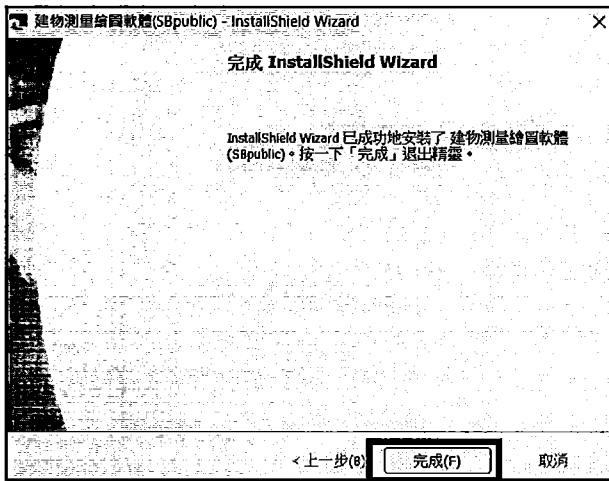 建物測量繪圖軟體(SBpublic) - InstallShield Wizard
完成 InstallShield Wizard
InstallShield Wizard 已成功地安裝了 建物測量繪圖軟體
(SBpublic)。按一下「完成」退出精靈。
< 上一步(B)
完成(F)
取消